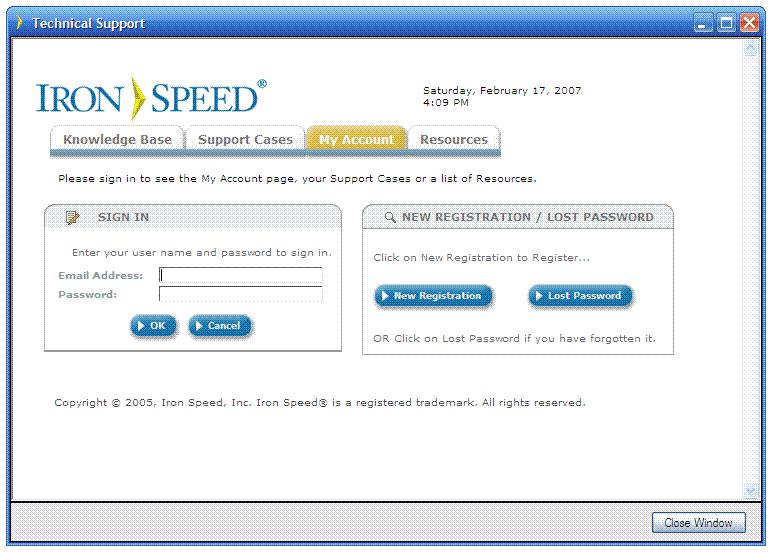 Technical Support
IRON SPEED®
Saturday, February 17, 2007
4:09 PM
Knowledge Base Support Cases My Account Resources
Please sign in to see the My Account page, your Support Cases or a list of Resources.
SIGN IN
Enter your user name and password to sign in.
Email Address:
Password:
OK Cancel
NEW REGISTRATION / LOST PASSWORD
Click on New Registration to Register...
New Registration Lost Password
OR Click on Lost Password if you have forgotten it.
Copyright © 2005, Iron Speed, Inc. Iron Speed® is a registered trademark. All rights reserved.
Close Window